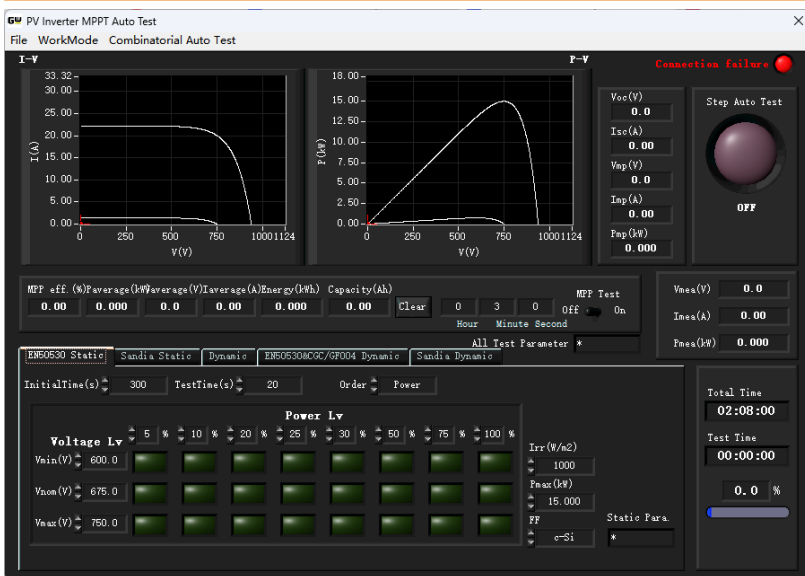 GW PV Inverter MPPT Auto Test
File WorkMode Combinatorial Auto Test
I-V
P-V
Connection failure
33.32
30.00
25.00
20.00
15.00
10.00
5.00
0.00
I(A)
0 250 500 750 1000 1124
V(V)
18.00
15.00
12.50
10.00
7.50
5.00
2.50
0.00
P(kW)
0 250 500 750 1000 1124
V(V)
Voc(V)
0.0
Isc(A)
0.00
Vmp(V)
0.0
Imp(A)
0.00
Pmp(kW)
0.000
Step Auto Test
OFF
MPP eff.(%) Paverage(kW) Vaverage(V) Iaverage(A) Energy(kWh) Capacity(Ah)
0.00 0.000 0.0 0.00 0.000 0.00 Clear
0 3 0
Hour Minute Second
MPP Test
Off On
All Test Parameter *
Vmea(V) 0.0
Imea(A) 0.00
Pmea(kW) 0.000
EN50530 Static Sandia Static Dynamic EN50530&CGC/GF004 Dynamic Sandia Dynamic
InitialTime(s) 300 TestTime(s) 20 Order Power
Power Lv
Voltage Lv 5 % 10 % 20 % 25 % 30 % 50 % 75 % 100 %
Vmin(V) 600.0
Vnom(V) 675.0
Vmax(V) 750.0
Irr(W/m2)
1000
Pmax(kW)
15.000
FF
c-Si
Static Para.
*
Total Time
02:08:00
Test Time
00:00:00
0.0 %